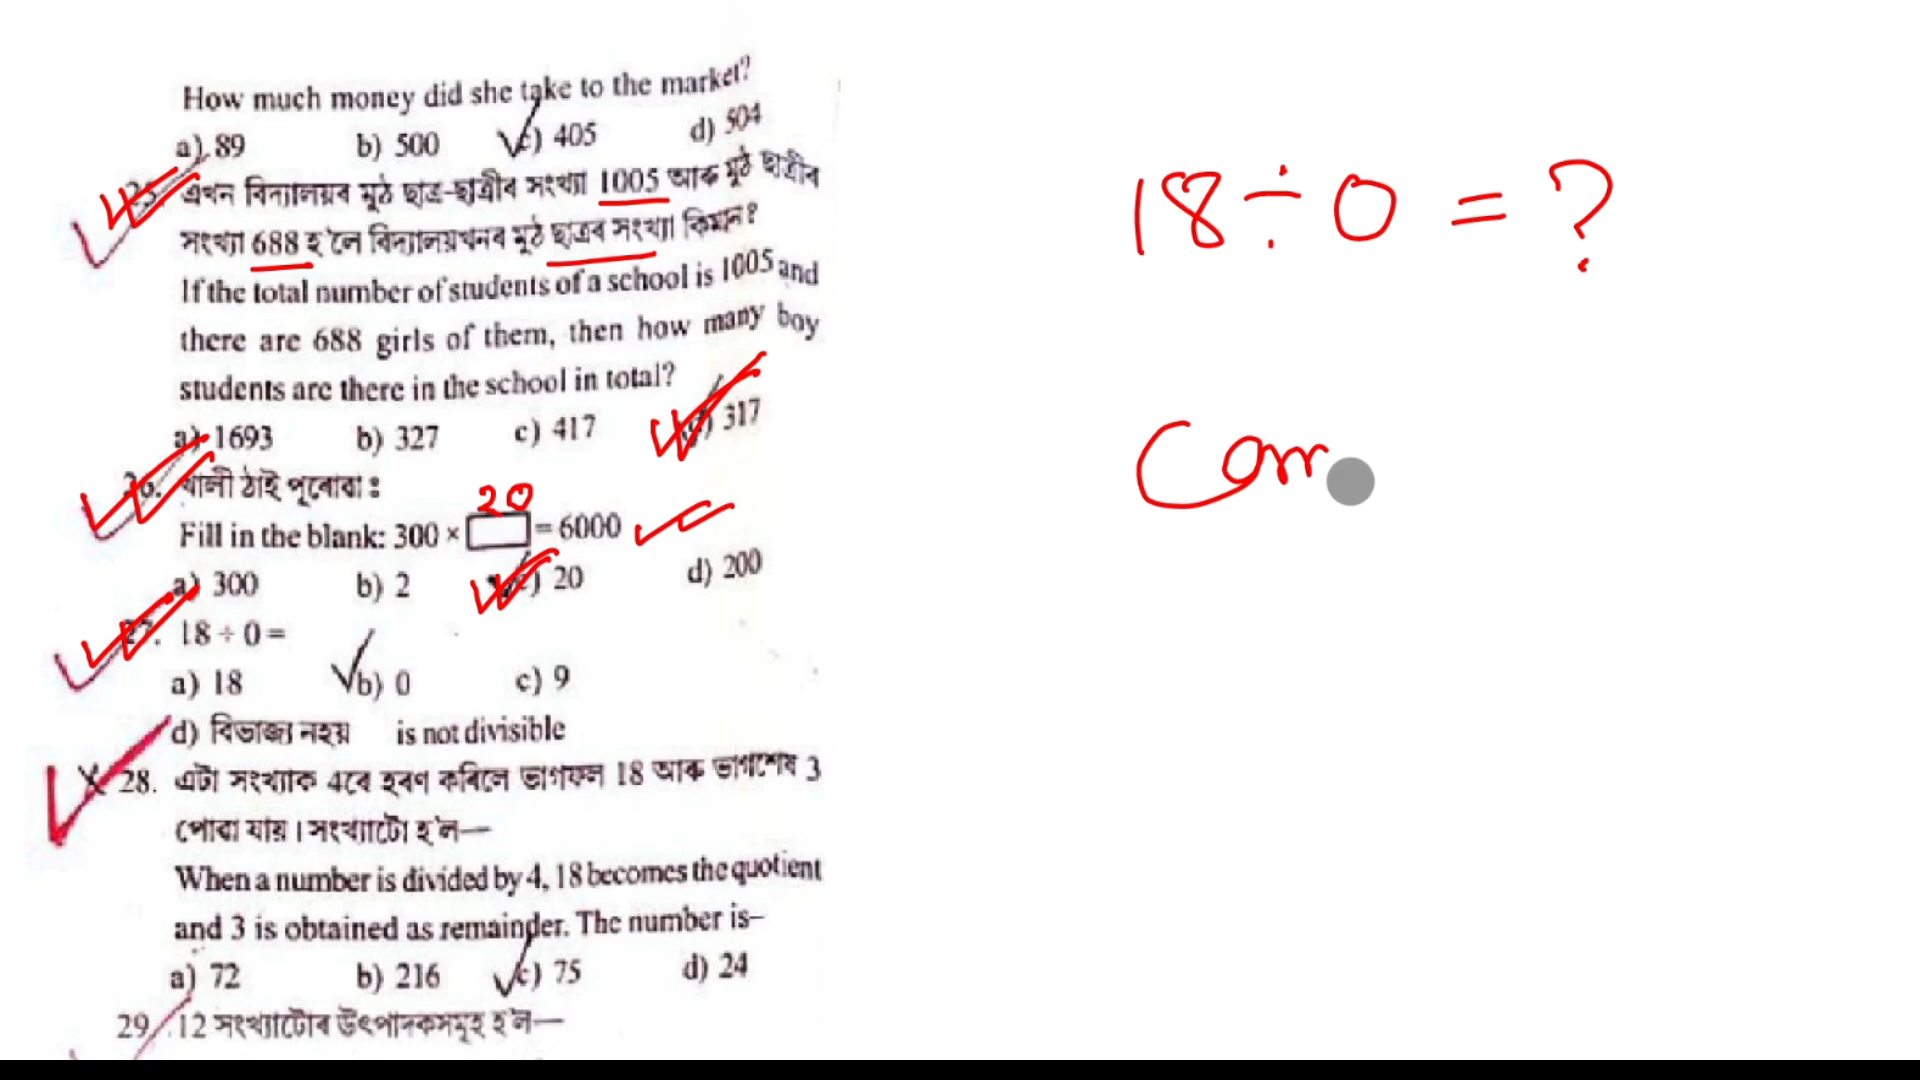 How much money did she take to the market?
a) 89 b) 500 c) 405 d) 504
25. এখন বিদ্যালয়ৰ মুঠ ছাত্ৰ-ছাত্ৰীৰ সংখ্যা 1005 আৰু মুঠ ছাত্ৰীৰ
সংখ্যা 688 হ'লে বিদ্যালয়খনৰ মুঠ ছাত্ৰৰ সংখ্যা কিমান?
If the total number of students of a school is 1005 and
there are 688 girls of them, then how many boy
students are there in the school in total?
a) 1693 b) 327 c) 417 d) 317
26. খালী ঠাই পূৰোৱা :
20
Fill in the blank: 300 × = 6000
a) 300 b) 2 c) 20 d) 200
27. 18 ÷ 0 =
a) 18 b) 0 c) 9
d) বিভাজ্য নহয় is not divisible
28. এটা সংখ্যাক 4ৰে হৰণ কৰিলে ভাগফল 18 আৰু ভাগশেষ 3
পোৱা যায়। সংখ্যাটো হ'ল—
When a number is divided by 4, 18 becomes the quotient
and 3 is obtained as remainder. The number is–
a) 72 b) 216 c) 75 d) 24
29. 12 সংখ্যাটোৰ উৎপাদকসমূহ হ'ল—
18 ÷ 0 = ?